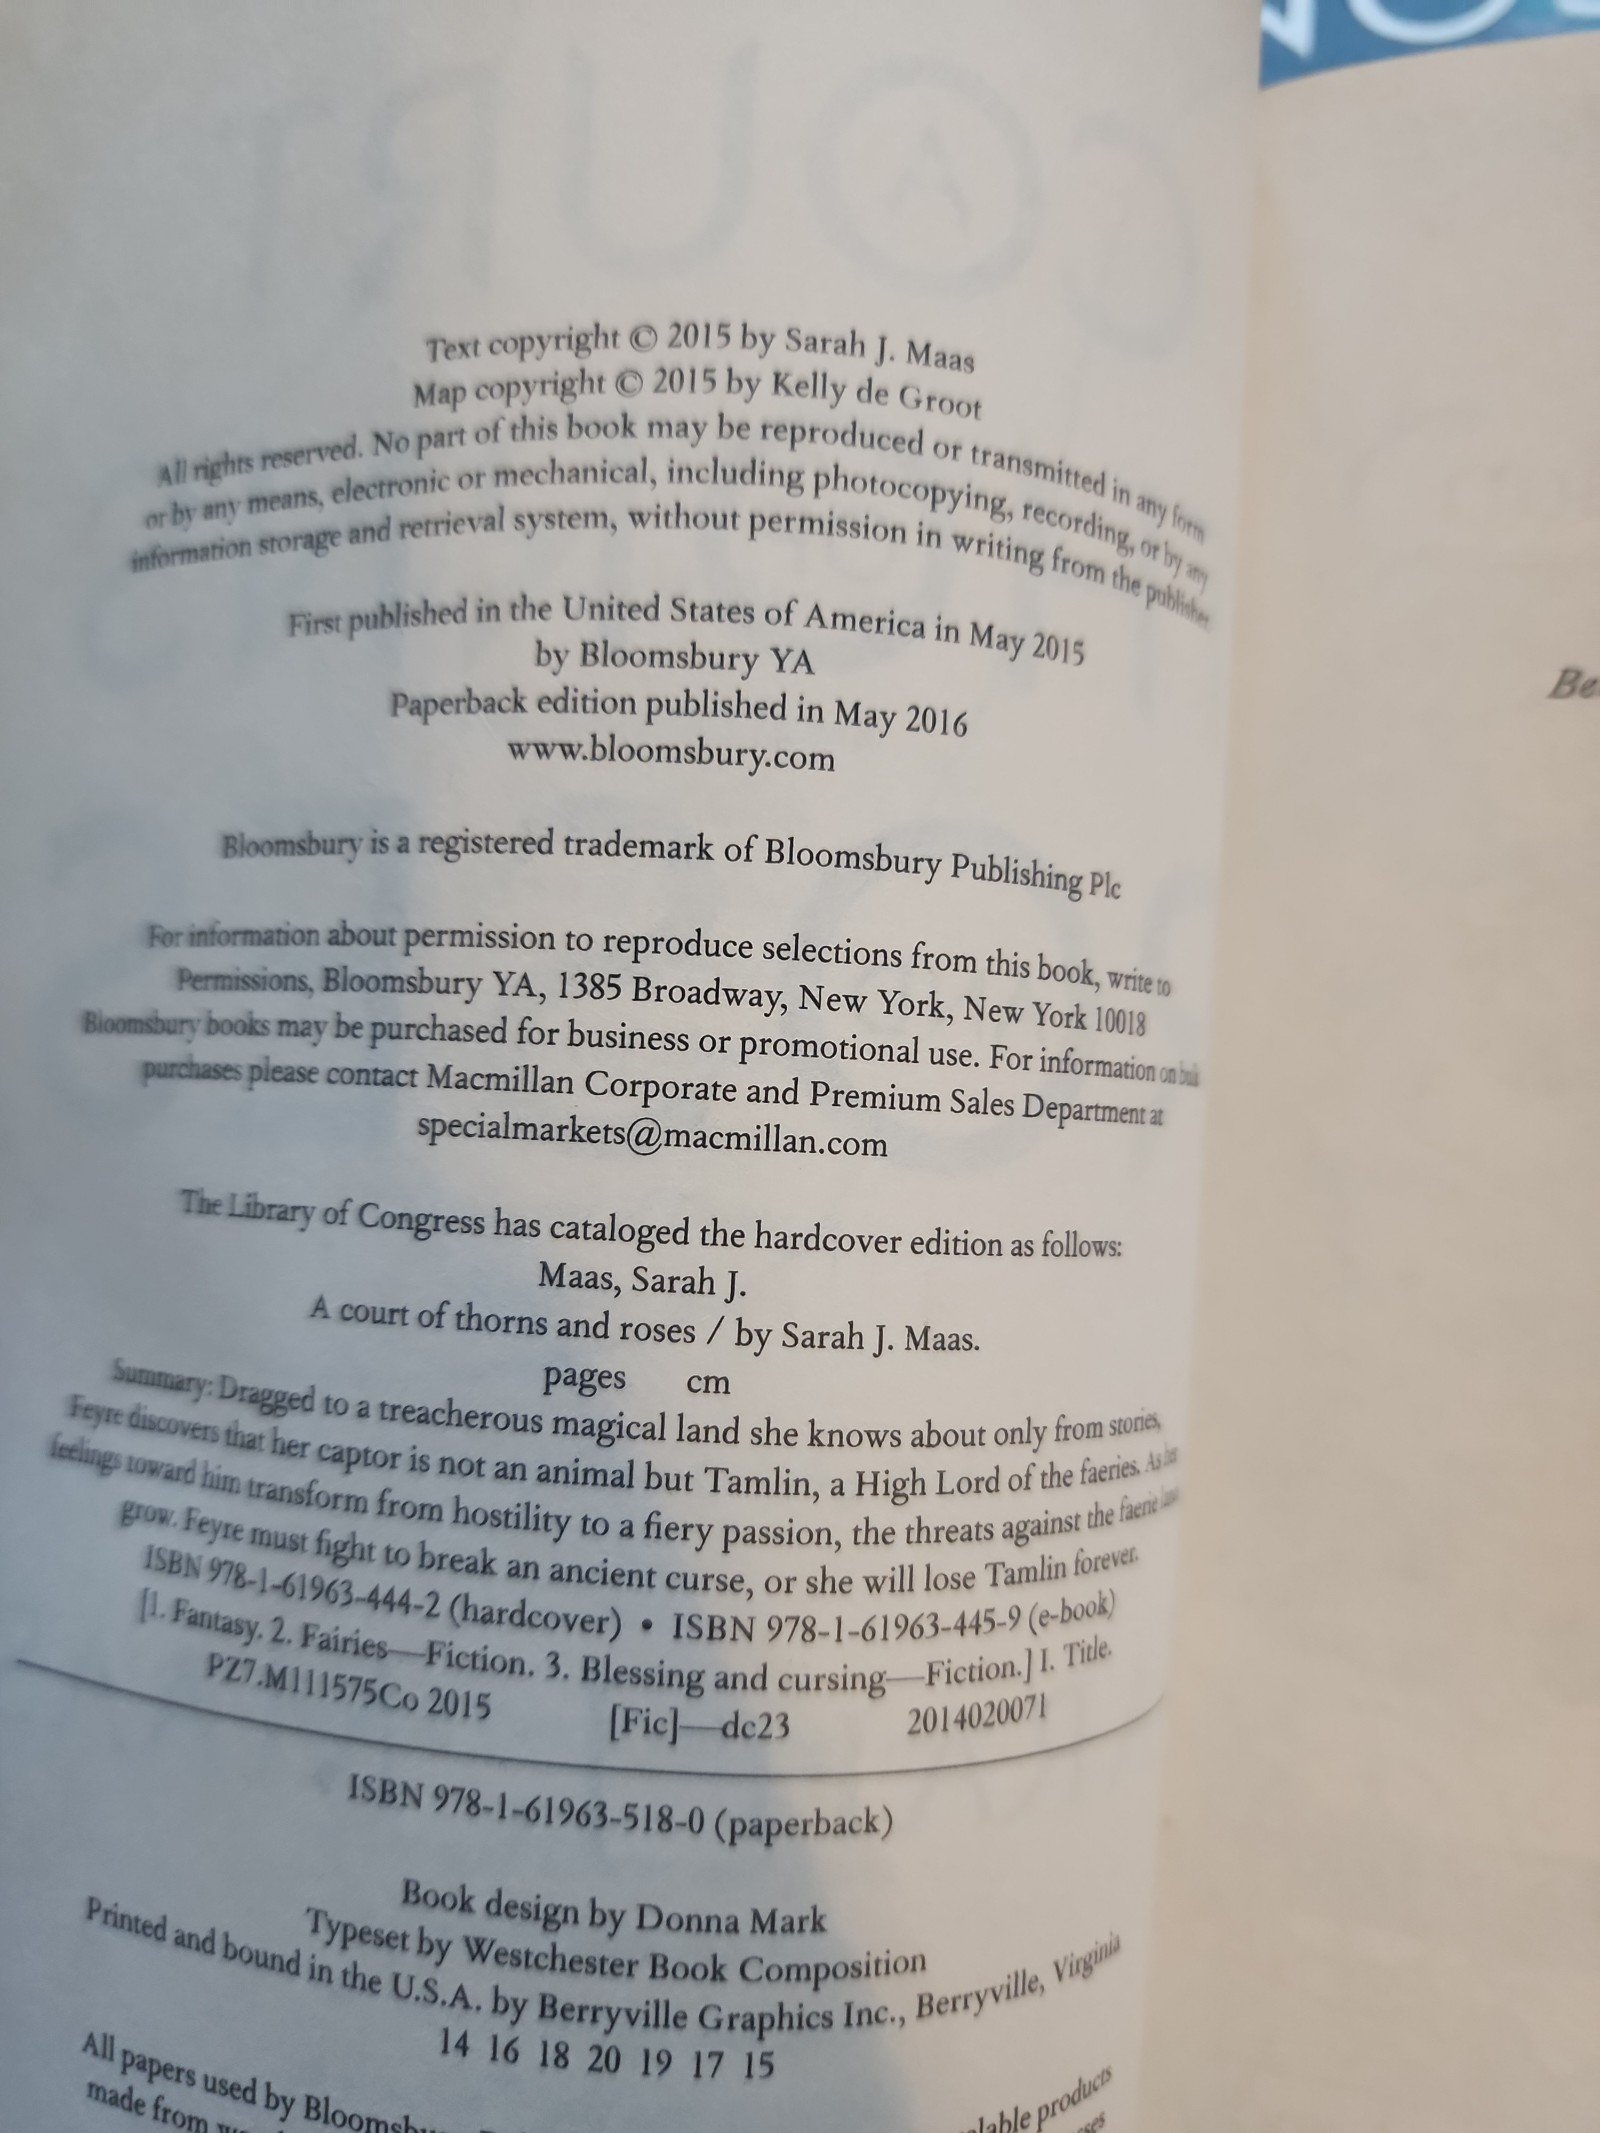 Text copyright © 2015 by Sarah J. Maas
Map copyright © 2015 by Kelly de Groot
All rights reserved. No part of this book may be reproduced or transmitted in any form
or by any means, electronic or mechanical, including photocopying, recording, or by any
information storage and retrieval system, without permission in writing from the publisher.
First published in the United States of America in May 2015
by Bloomsbury YA
Paperback edition published in May 2016
www.bloomsbury.com
Bloomsbury is a registered trademark of Bloomsbury Publishing Plc
For information about permission to reproduce selections from this book, write to
Permissions, Bloomsbury YA, 1385 Broadway, New York, New York 10018
Bloomsbury books may be purchased for business or promotional use. For information on bulk
purchases please contact Macmillan Corporate and Premium Sales Department at
specialmarkets@macmillan.com
The Library of Congress has cataloged the hardcover edition as follows:
Maas, Sarah J.
A court of thorns and roses / by Sarah J. Maas.
pages cm
Summary: Dragged to a treacherous magical land she knows about only from stories,
Feyre discovers that her captor is not an animal but Tamlin, a High Lord of the faeries. As her
feelings toward him transform from hostility to a fiery passion, the threats against the faerie
grow. Feyre must fight to break an ancient curse, or she will lose Tamlin forever.
ISBN 978-1-61963-444-2 (hardcover) • ISBN 978-1-61963-445-9 (e-book)
[1. Fantasy. 2. Fairies—Fiction. 3. Blessing and cursing—Fiction.] I. Title.
PZ7.M111575Co 2015 [Fic]—dc23 2014020071
ISBN 978-1-61963-518-0 (paperback)
Book design by Donna Mark
Typeset by Westchester Book Composition
Printed and bound in the U.S.A. by Berryville Graphics Inc., Berryville, Virginia
14 16 18 20 19 17 15
All papers used by Bloomsbu products
made from